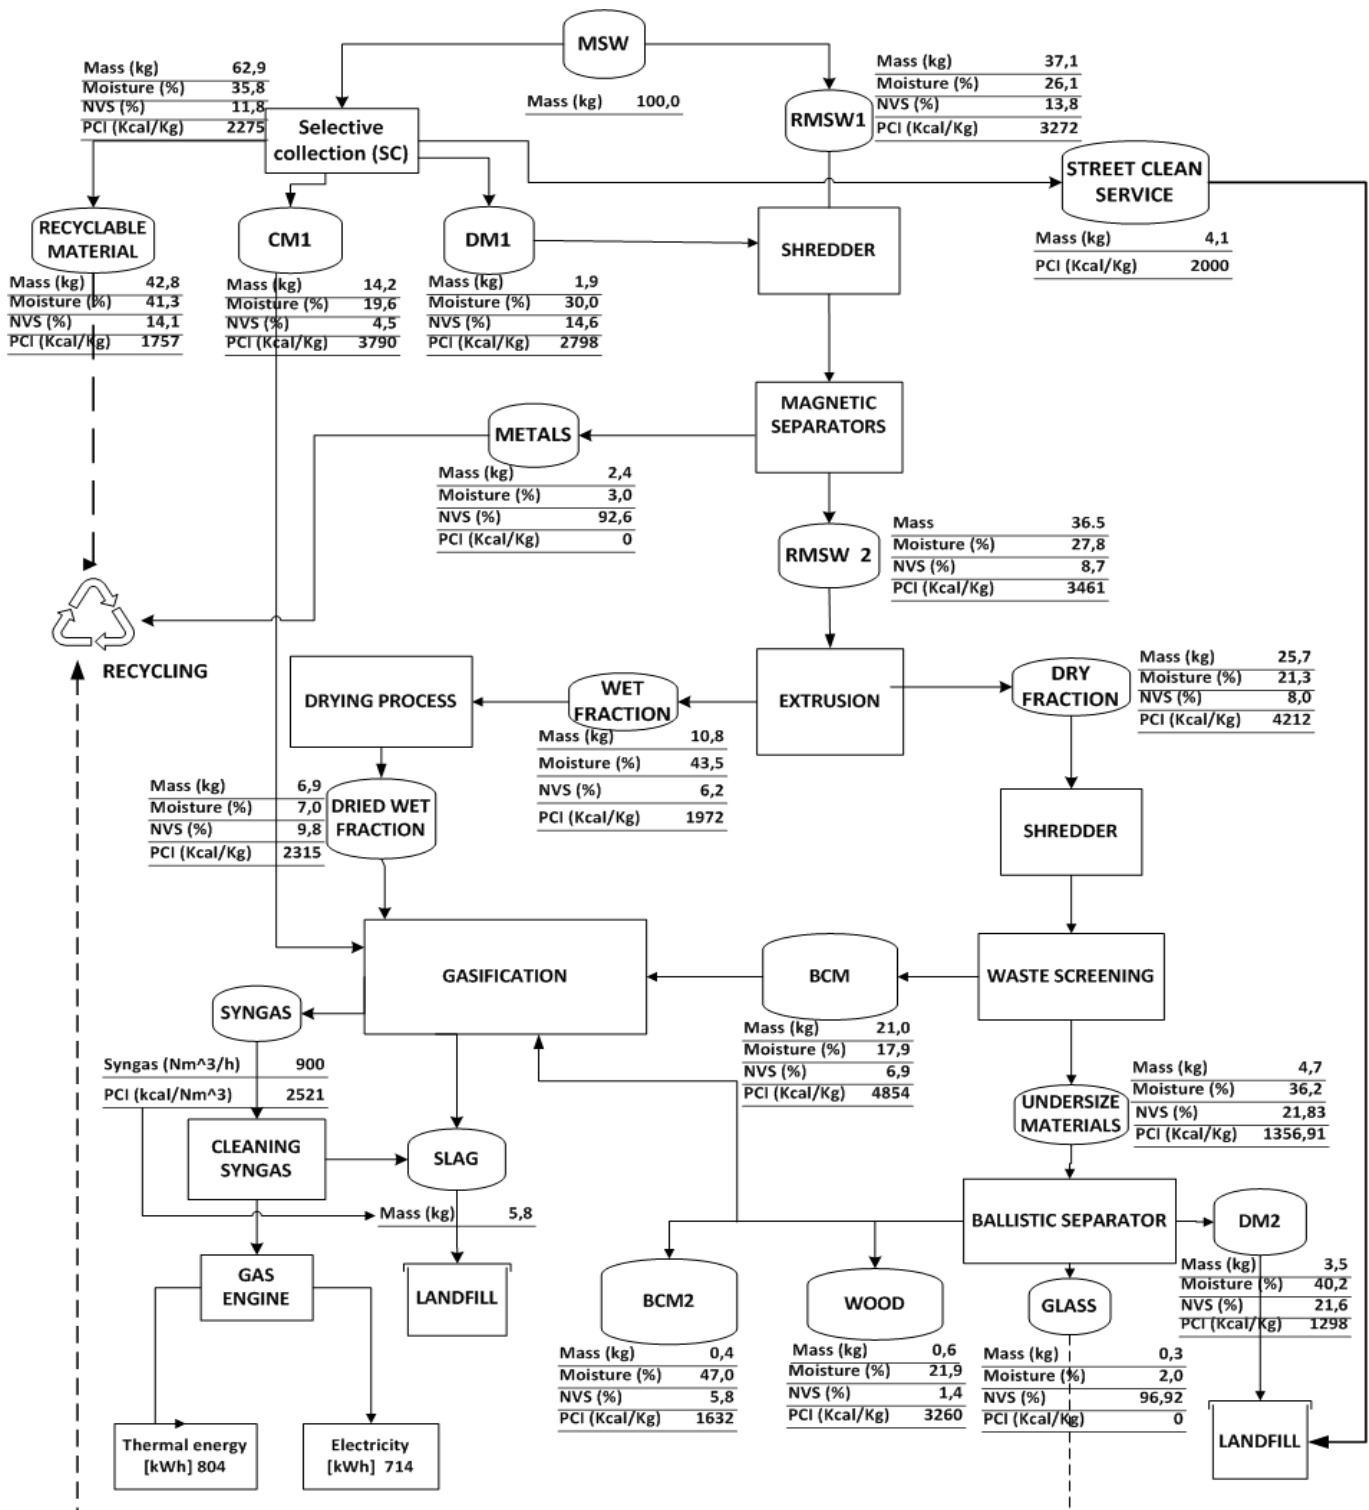 MSW
Mass (kg) 100,0
Mass (kg) 62,9
Moisture (%) 35,8
NVS (%) 11,8
PCI (Kcal/Kg) 2275
Mass (kg) 37,1
Moisture (%) 26,1
NVS (%) 13,8
PCI (Kcal/Kg) 3272
Selective
collection (SC)
RMSW1
STREET CLEAN
SERVICE
Mass (kg) 4,1
PCI (Kcal/Kg) 2000
RECYCLABLE
MATERIAL
Mass (kg) 42,8
Moisture (%) 41,3
NVS (%) 14,1
PCI (Kcal/Kg) 1757
CM1
Mass (kg) 14,2
Moisture (%) 19,6
NVS (%) 4,5
PCI (Kcal/Kg) 3790
DM1
Mass (kg) 1,9
Moisture (%) 30,0
NVS (%) 14,6
PCI (Kcal/Kg) 2798
SHREDDER
MAGNETIC
SEPARATORS
METALS
Mass (kg) 2,4
Moisture (%) 3,0
NVS (%) 92,6
PCI (Kcal/Kg) 0
RMSW 2
Mass 36.5
Moisture (%) 27,8
NVS (%) 8,7
PCI (Kcal/Kg) 3461
RECYCLING
DRYING PROCESS
WET
FRACTION
Mass (kg) 10,8
Moisture (%) 43,5
NVS (%) 6,2
PCI (Kcal/Kg) 1972
EXTRUSION
DRY
FRACTION
Mass (kg) 25,7
Moisture (%) 21,3
NVS (%) 8,0
PCI (Kcal/Kg) 4212
Mass (kg) 6,9
Moisture (%) 7,0
NVS (%) 9,8
PCI (Kcal/Kg) 2315
DRIED WET
FRACTION
SHREDDER
GASIFICATION
BCM
Mass (kg) 21,0
Moisture (%) 17,9
NVS (%) 6,9
PCI (Kcal/Kg) 4854
WASTE SCREENING
SYNGAS
Syngas (Nm^3/h) 900
PCI (kcal/Nm^3) 2521
UNDERSIZE
MATERIALS
Mass (kg) 4,7
Moisture (%) 36,2
NVS (%) 21,83
PCI (Kcal/Kg) 1356,91
CLEANING
SYNGAS
SLAG
Mass (kg) 5,8
BALLISTIC SEPARATOR
DM2
Mass (kg) 3,5
Moisture (%) 40,2
NVS (%) 21,6
PCI (Kcal/Kg) 1298
GAS
ENGINE
LANDFILL
BCM2
Mass (kg) 0,4
Moisture (%) 47,0
NVS (%) 5,8
PCI (Kcal/Kg) 1632
WOOD
Mass (kg) 0,6
Moisture (%) 21,9
NVS (%) 1,4
PCI (Kcal/Kg) 3260
GLASS
Mass (kg) 0,3
Moisture (%) 2,0
NVS (%) 96,92
PCI (Kcal/Kg) 0
Thermal energy
[kWh] 804
Electricity
[kWh] 714
LANDFILL